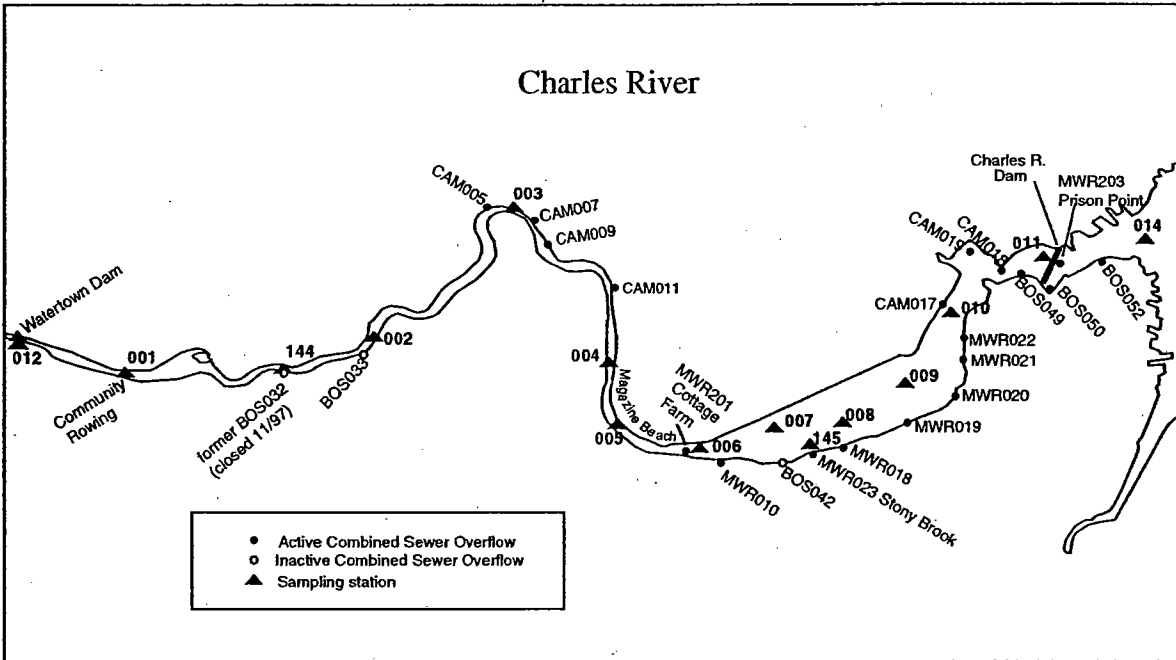 Charles River
Charles R.
Dam
MWR203
Prison Point
CAM005
003
CAM007
CAM009
CAM011
CAM019
CAM018
011
014
BOS049
BOS050
BOS052
CAM017
010
MWR022
MWR021
MWR020
009
MWR019
Watertown Dam
012
001
Community
Rowing
144
former BOS032
(closed 11/97)
BOS033
002
004
Magazine Beach
005
MWR201
Cottage
Farm
006
007
008
145
MWR010
BOS042
MWR023 Stony Brook
MWR018
Active Combined Sewer Overflow
Inactive Combined Sewer Overflow
Sampling station